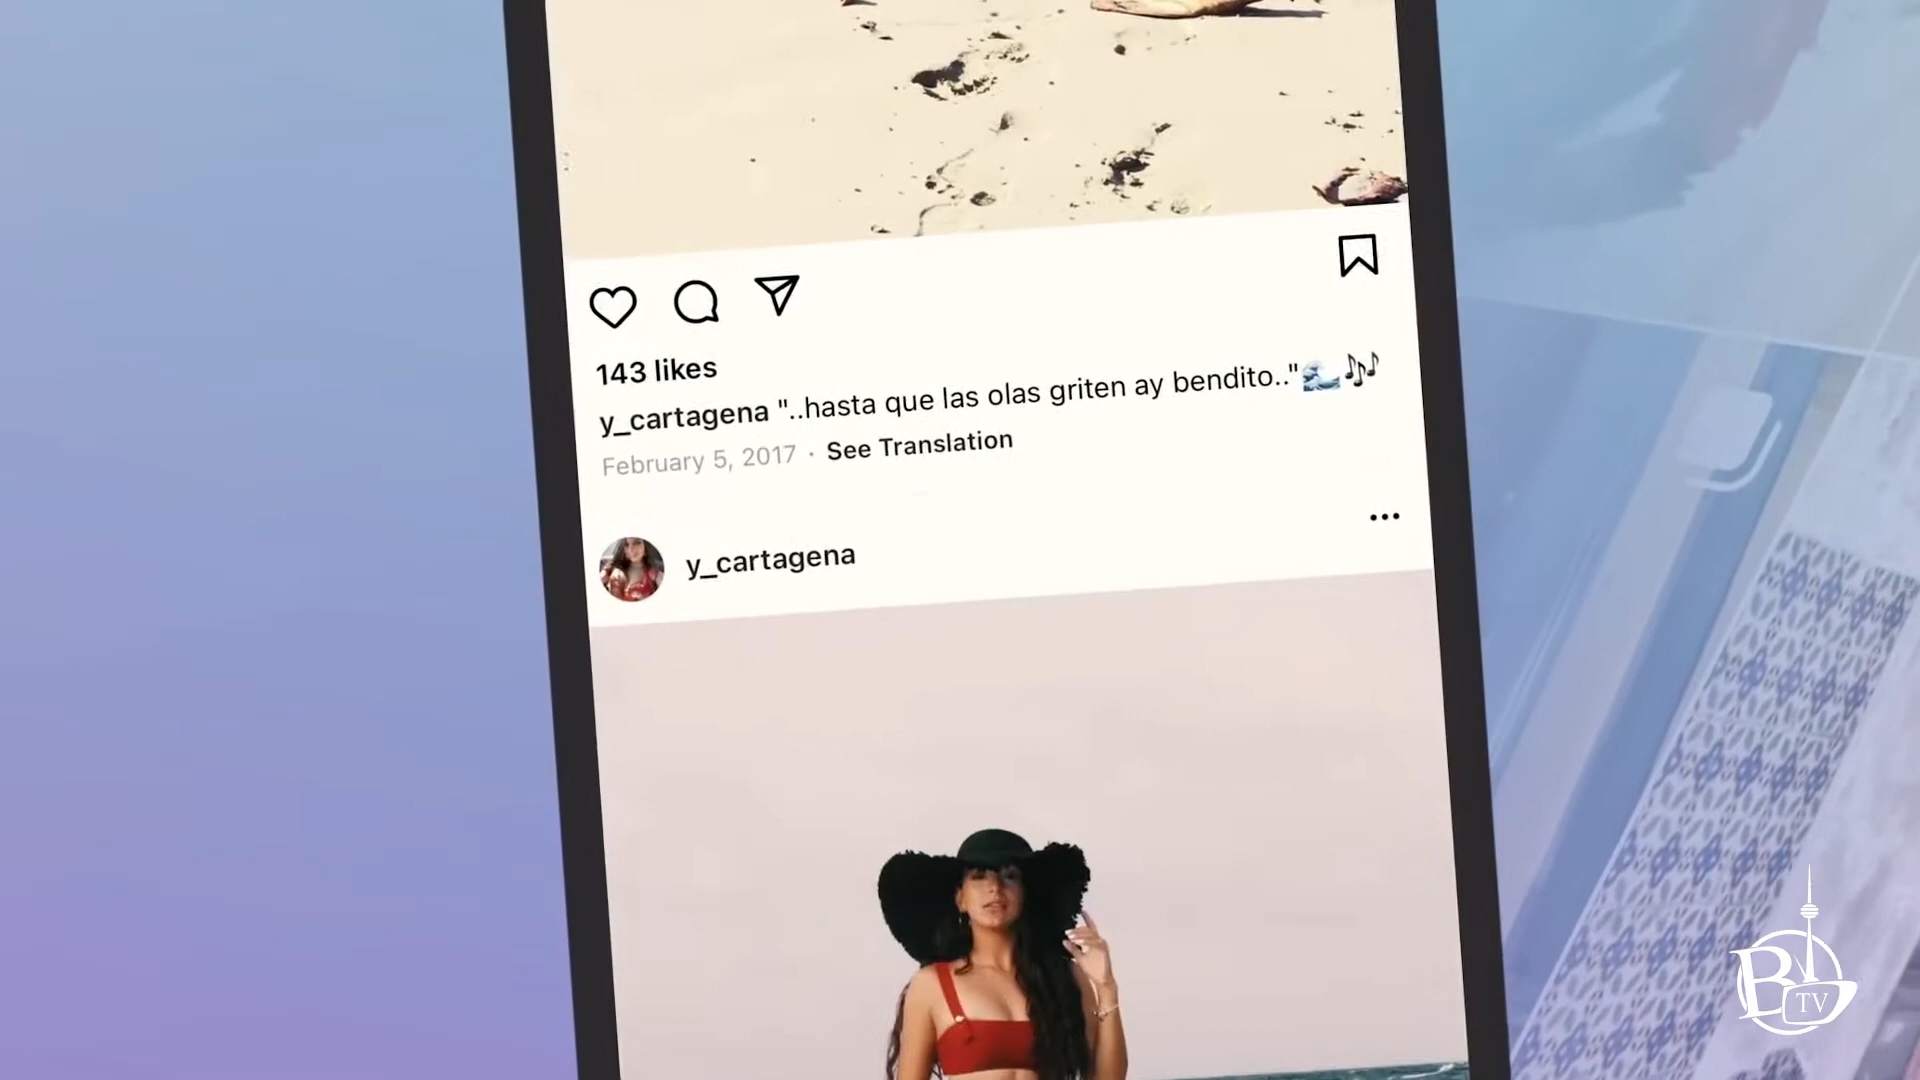 143 likes
y_cartagena "..hasta que las olas griten ay bendito.."🌊🎶
February 5, 2017 · See Translation
y_cartagena
B TV